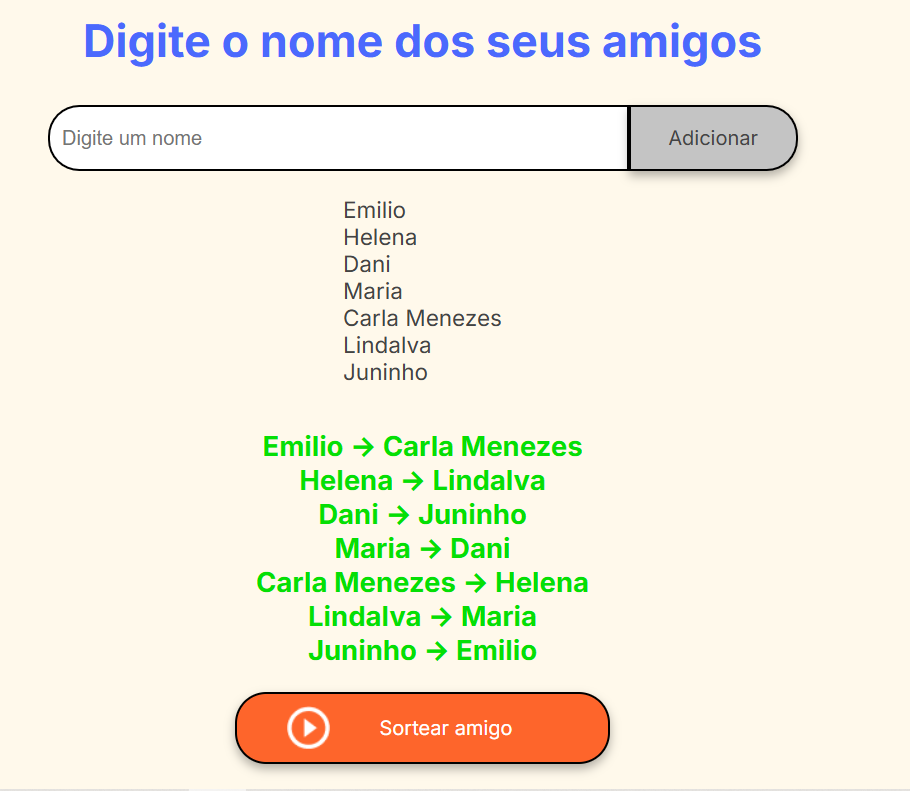 Digite o nome dos seus amigos
Digite um nome
Adicionar
Emilio
Helena
Dani
Maria
Carla Menezes
Lindalva
Juninho
Emilio → Carla Menezes
Helena → Lindalva
Dani → Juninho
Maria → Dani
Carla Menezes → Helena
Lindalva → Maria
Juninho → Emilio
Sortear amigo